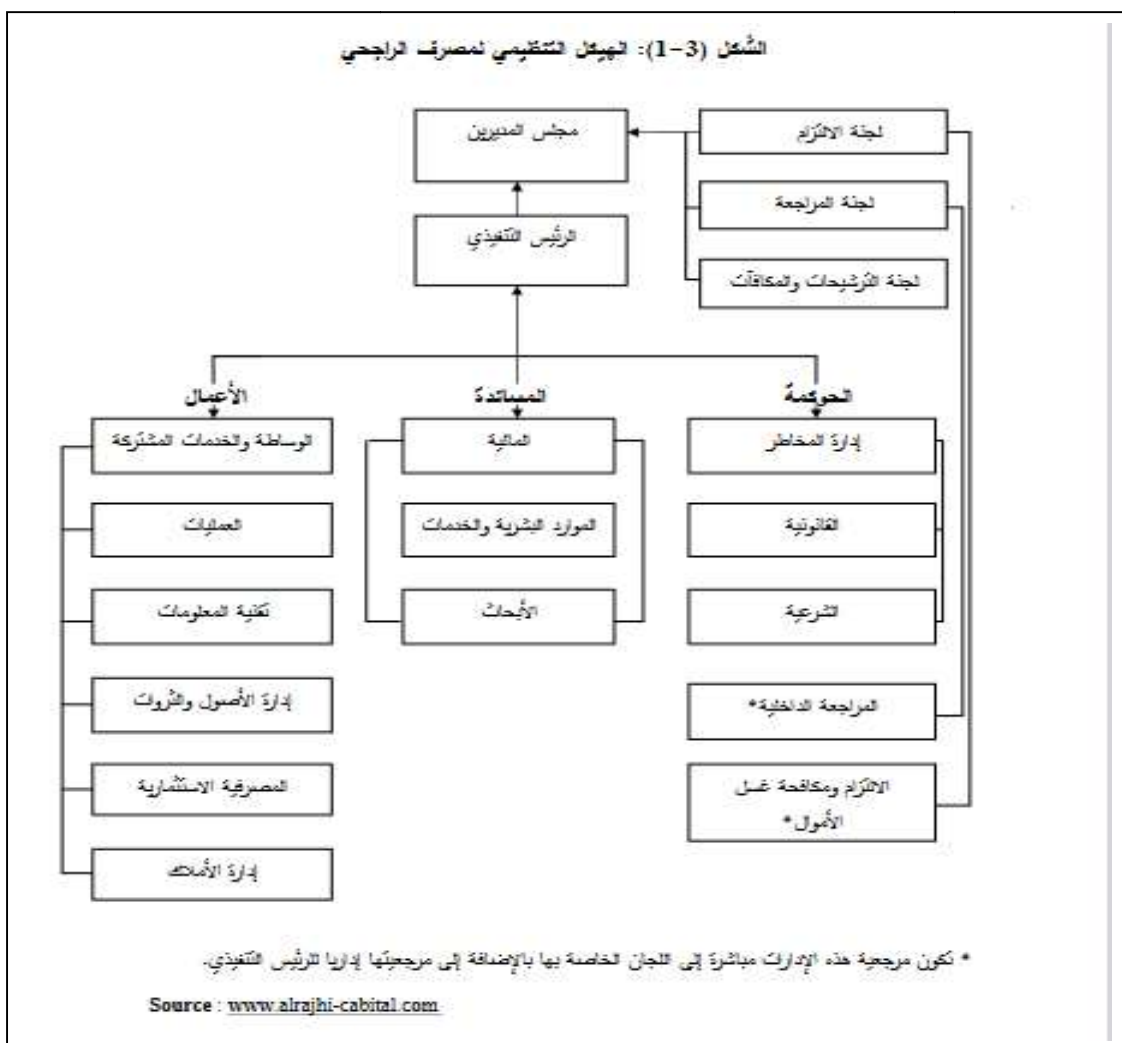 الشكل (3-1): الهيكل التنظيمي لمصرف الراجحي
لجنة الالتزام
مجلس المديرين
لجنة المراجعة
الرئيس التنفيذي
لجنة الترشيحات والمكافآت
الحوكمة
المساندة
الأعمال
إدارة المخاطر
المالية
الوساطة والخدمات المشتركة
القانونية
الموارد البشرية والخدمات
العمليات
الشرعية
الأبحاث
تقنية المعلومات
المراجعة الداخلية*
إدارة الأصول والثروات
الالتزام ومكافحة غسل
الأموال*
المصرفية الاستثمارية
إدارة الأملاك
* تكون مرجعية هذه الإدارات مباشرة إلى اللجان الخاصة بها بالإضافة إلى مرجعيتها إداريا للرئيس التنفيذي.
Source : www.alrajhi-cabital.com